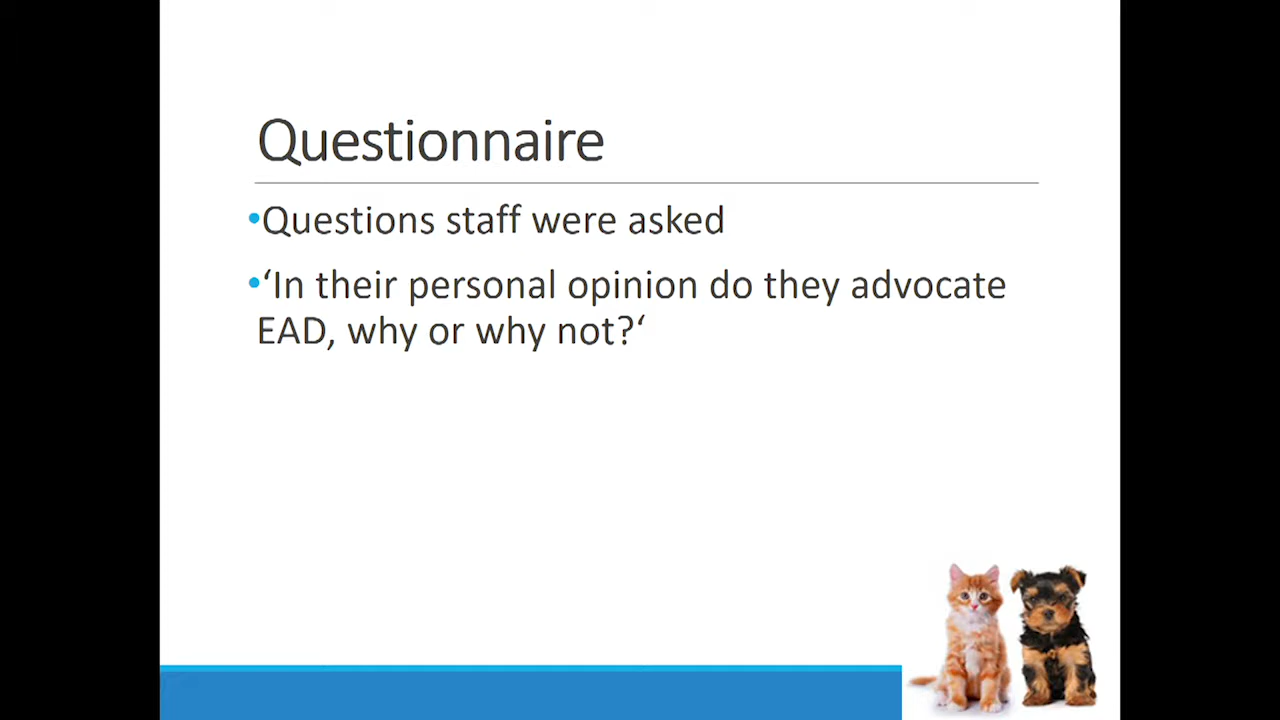 Questionnaire
•Questions staff were asked
•‘In their personal opinion do they advocate
EAD, why or why not?‘